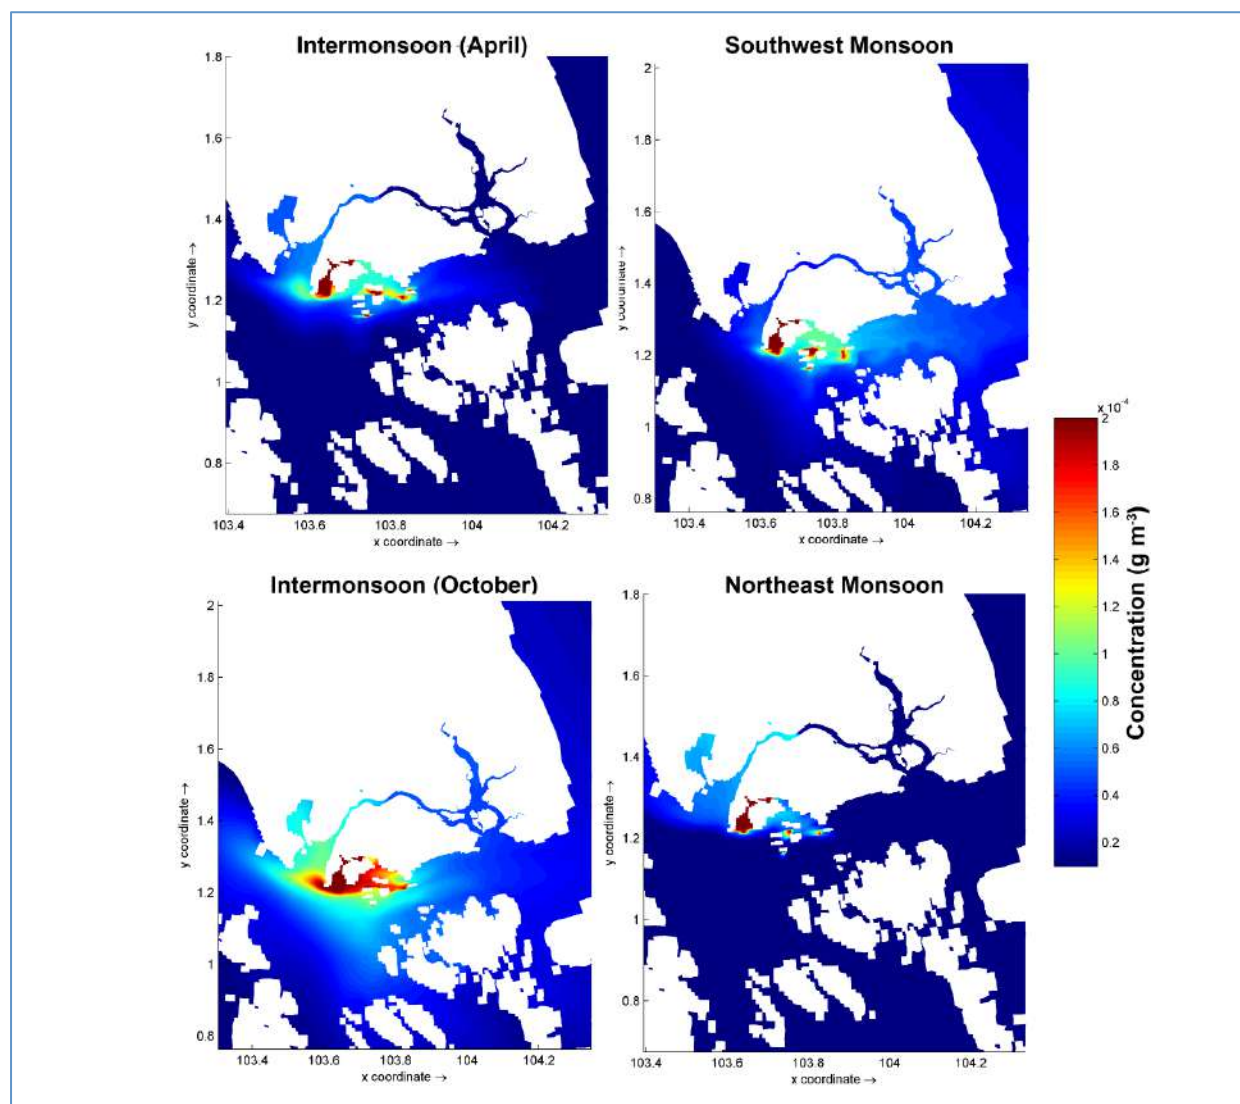 Intermonsoon (April)
1.8
1.6
1.4
1.2
1
0.8
y coordinate →
103.4 103.6 103.8 104 104.2
x coordinate →
Southwest Monsoon
2
1.8
1.6
1.4
1.2
1
0.8
y coordinate →
103.4 103.6 103.8 104 104.2
x coordinate →
Intermonsoon (October)
2
1.8
1.6
1.4
1.2
1
0.8
y coordinate →
103.4 103.6 103.8 104 104.2
x coordinate →
Northeast Monsoon
1.8
1.6
1.4
1.2
1
0.8
y coordinate →
103.4 103.6 103.8 104 104.2
x coordinate →
x 10⁻⁴
2
1.8
1.6
1.4
1.2
1
0.8
0.6
0.4
0.2
Concentration (g m⁻³)